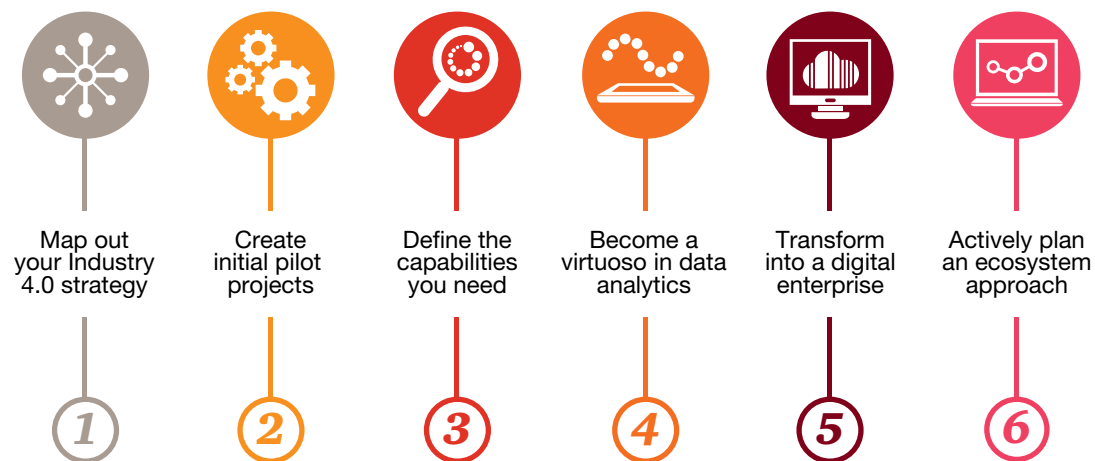 Map out
your Industry
4.0 strategy
1
Create
initial pilot
projects
2
Define the
capabilities
you need
3
Become a
virtuoso in data
analytics
4
Transform
into a digital
enterprise
5
Actively plan
an ecosystem
approach
6